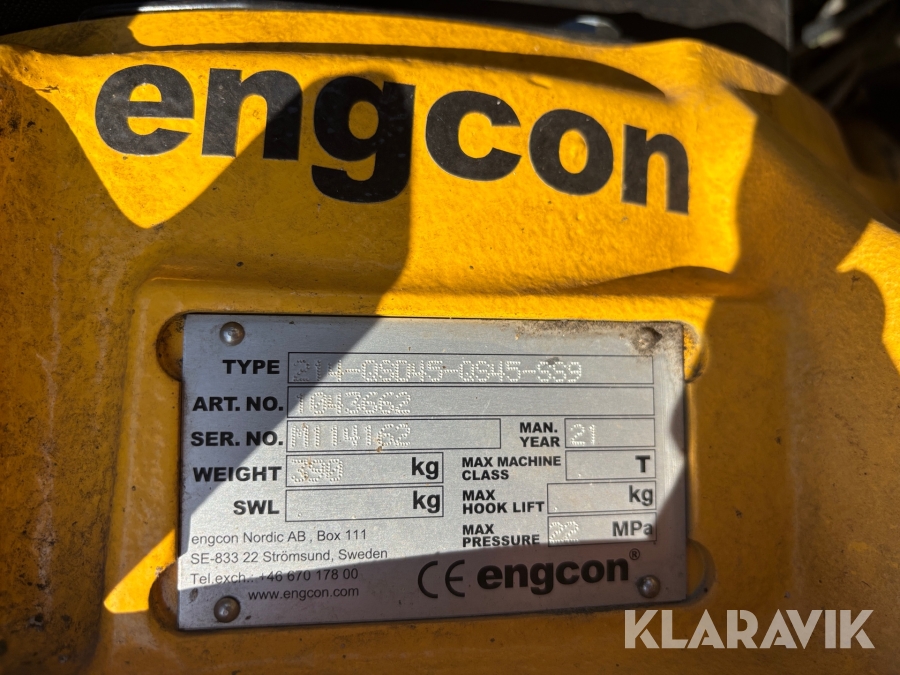 engcon
TYPE 214-QSD45-QS45-SS9
ART. NO. 1043662
SER. NO. M114162 MAN. YEAR 21
WEIGHT 390 kg MAX MACHINE CLASS T
SWL kg MAX HOOK LIFT kg
MAX PRESSURE 22 MPa
engcon Nordic AB , Box 111
SE-833 22 Strömsund, Sweden
Tel.exch.: +46 670 178 00
www.engcon.com
CE engcon®
KLARAVIK